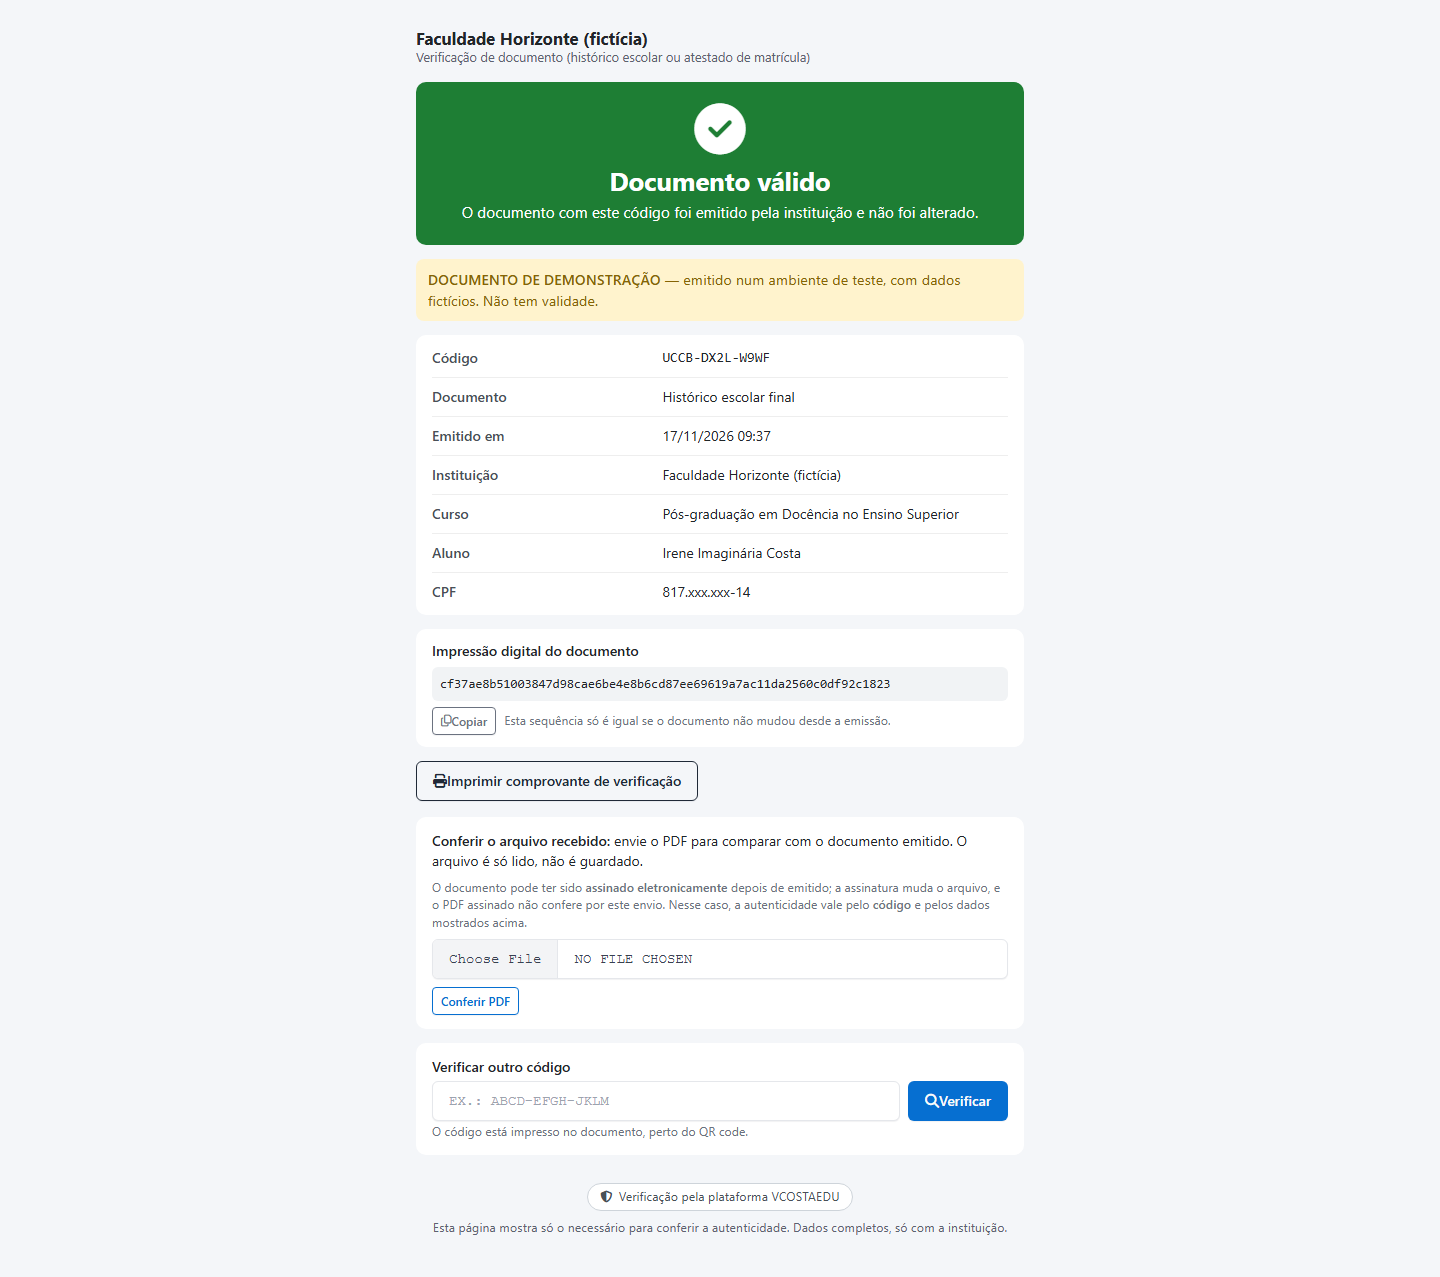 Faculdade Horizonte (fictícia)
Verificação de documento (histórico escolar ou atestado de matrícula)
Documento válido
O documento com este código foi emitido pela instituição e não foi alterado.
DOCUMENTO DE DEMONSTRAÇÃO — emitido num ambiente de teste, com dados
fictícios. Não tem validade.
Código UCCB-DX2L-W9WF
Documento Histórico escolar final
Emitido em 17/11/2026 09:37
Instituição Faculdade Horizonte (fictícia)
Curso Pós-graduação em Docência no Ensino Superior
Aluno Irene Imaginária Costa
CPF 817.xxx.xxx-14
Impressão digital do documento
cf37ae8b51003847d98cae6be4e8b6cd87ee69619a7ac11da2560c0df92c1823
Copiar Esta sequência só é igual se o documento não mudou desde a emissão.
Imprimir comprovante de verificação
Conferir o arquivo recebido: envie o PDF para comparar com o documento emitido. O
arquivo é só lido, não é guardado.
O documento pode ter sido assinado eletronicamente depois de emitido; a assinatura muda o arquivo, e
o PDF assinado não confere por este envio. Nesse caso, a autenticidade vale pelo código e pelos dados
mostrados acima.
Choose File NO FILE CHOSEN
Conferir PDF
Verificar outro código
EX.: ABCD-EFGH-JKLM Verificar
O código está impresso no documento, perto do QR code.
Verificação pela plataforma VCOSTAEDU
Esta página mostra só o necessário para conferir a autenticidade. Dados completos, só com a instituição.